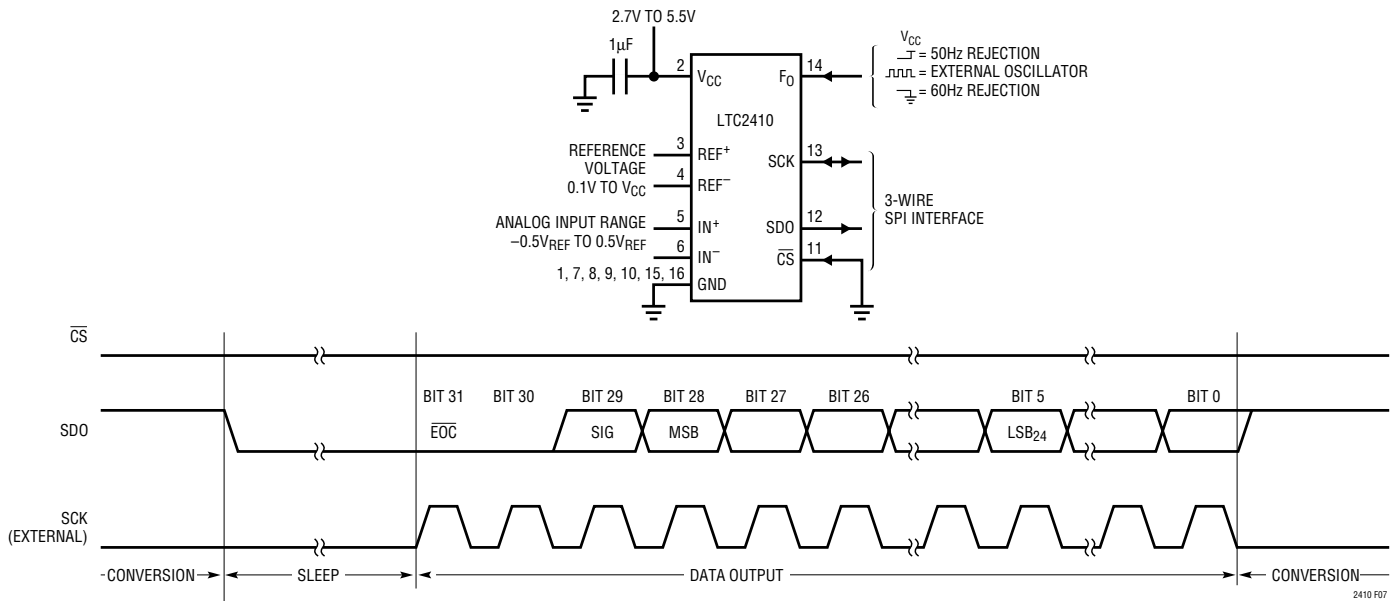 2.7V TO 5.5V
1µF
2
VCC
14
FO
VCC
= 50Hz REJECTION
= EXTERNAL OSCILLATOR
= 60Hz REJECTION
LTC2410
REFERENCE
VOLTAGE
0.1V TO VCC
3
REF+
4
REF−
13
SCK
ANALOG INPUT RANGE
−0.5VREF TO 0.5VREF
5
IN+
6
IN−
12
SDO
11
CS
3-WIRE
SPI INTERFACE
1, 7, 8, 9, 10, 15, 16
GND
CS
BIT 31 BIT 30 BIT 29 BIT 28 BIT 27 BIT 26 BIT 5 BIT 0
SDO
EOC SIG MSB LSB24
SCK
(EXTERNAL)
CONVERSION SLEEP DATA OUTPUT CONVERSION
2410 F07